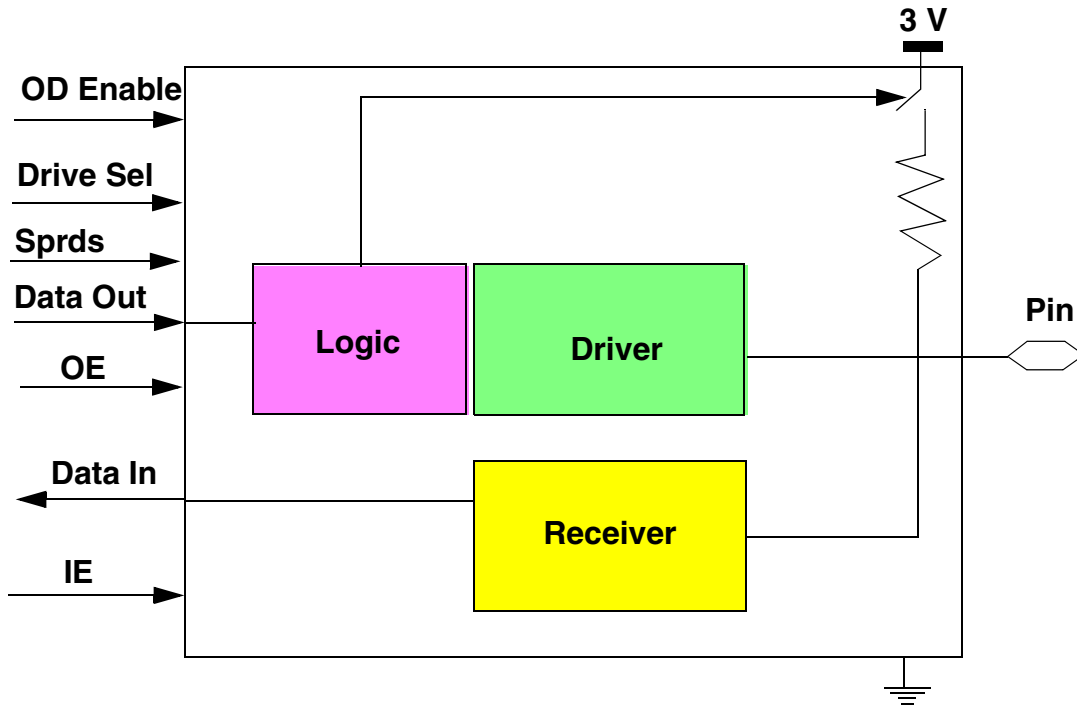 3 V
OD Enable
Drive Sel
Sprds
Data Out
Logic
Driver
Pin
OE
Data In
Receiver
IE